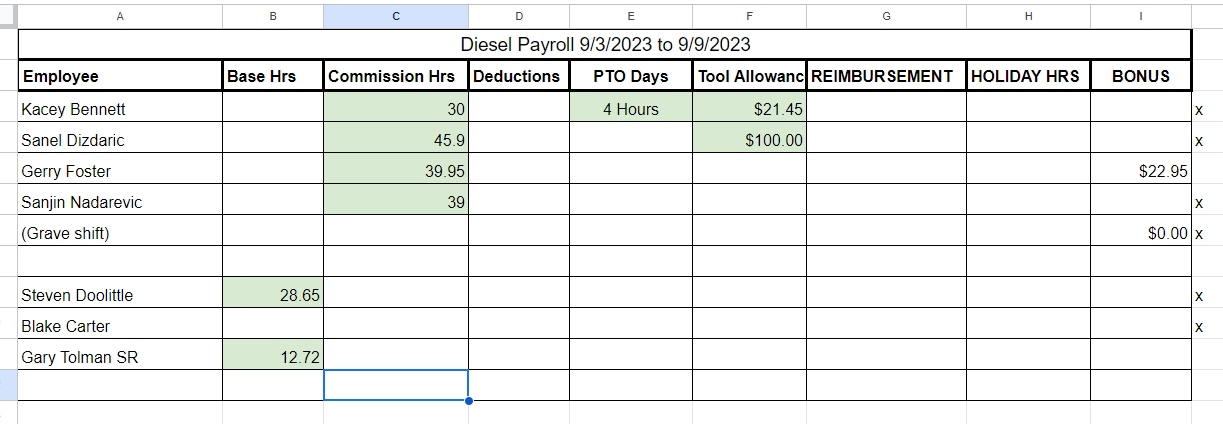 A B C D E F G H I
Diesel Payroll 9/3/2023 to 9/9/2023
Employee Base Hrs Commission Hrs Deductions PTO Days Tool Allowanc REIMBURSEMENT HOLIDAY HRS BONUS
Kacey Bennett 30 4 Hours $21.45 x
Sanel Dizdaric 45.9 $100.00 x
Gerry Foster 39.95 $22.95
Sanjin Nadarevic 39 x
(Grave shift) $0.00 x
Steven Doolittle 28.65 x
Blake Carter x
Gary Tolman SR 12.72